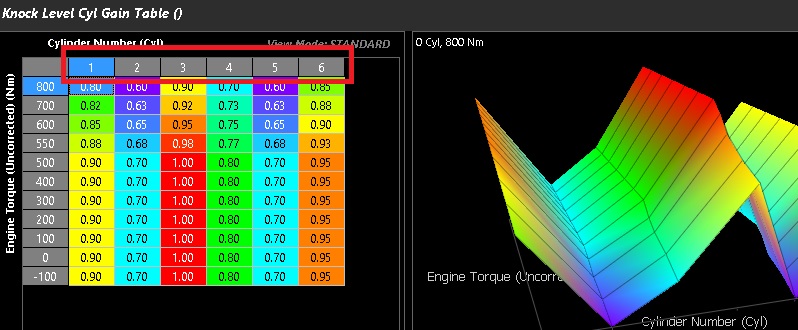 Knock Level Cyl Gain Table ()
Cylinder Number (Cyl)
View Mode: STANDARD
Engine Torque (Uncorrected) (Nm)
1 2 3 4 5 6
800 0.80 0.60 0.90 0.70 0.60 0.85
700 0.82 0.63 0.92 0.73 0.63 0.88
600 0.85 0.65 0.95 0.75 0.65 0.90
550 0.88 0.68 0.98 0.77 0.68 0.93
500 0.90 0.70 1.00 0.80 0.70 0.95
400 0.90 0.70 1.00 0.80 0.70 0.95
300 0.90 0.70 1.00 0.80 0.70 0.95
200 0.90 0.70 1.00 0.80 0.70 0.95
100 0.90 0.70 1.00 0.80 0.70 0.95
0 0.90 0.70 1.00 0.80 0.70 0.95
-100 0.90 0.70 1.00 0.80 0.70 0.95
0 Cyl, 800 Nm
Engine Torque (Uncorre
Cylinder Number (Cyl)